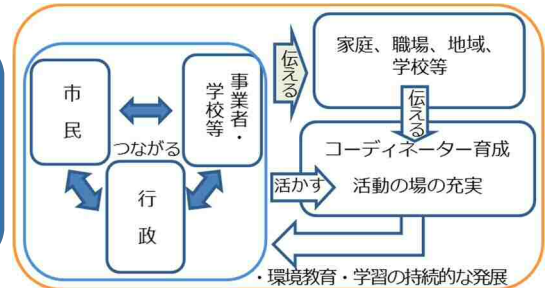 市民
事業者・
学校等
つながる
行政
伝える
家庭、職場、地域、
学校等
伝える
活かす
コーディネーター育成
活動の場の充実
・環境教育・学習の持続的な発展